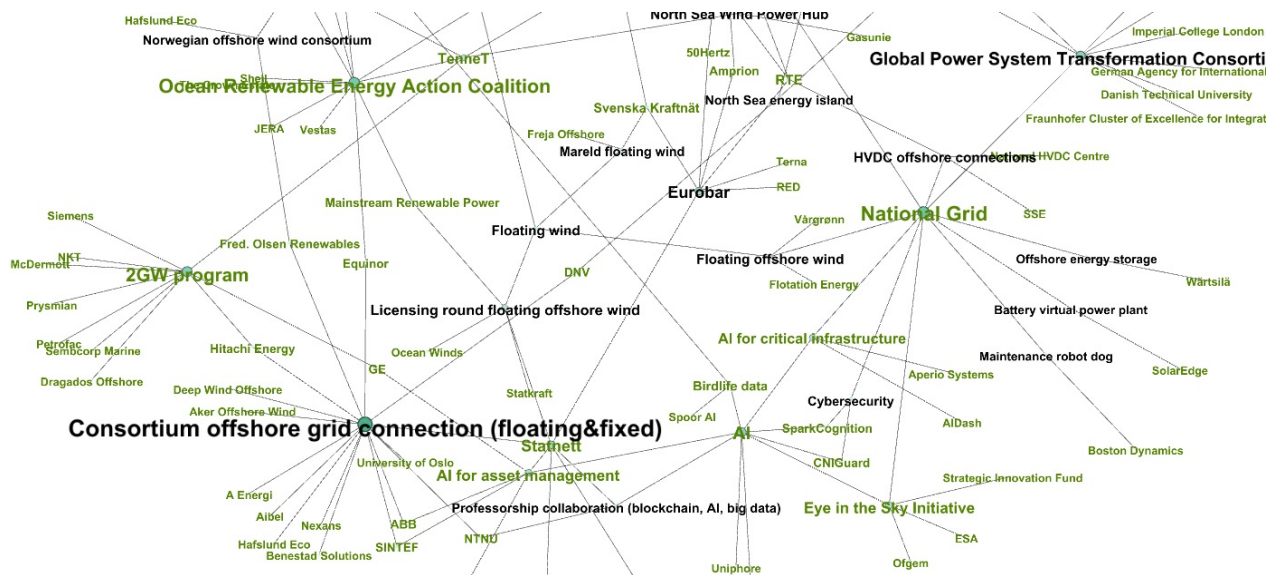 North Sea Wind Power Hub
Hafslund Eco
Norwegian offshore wind consortium
Gasunie
Imperial College London
50Hertz
TenneT
Global Power System Transformation Consorti
Amprion
RTE
German Agency for International
Shell
Ocean Renewable Energy Action Coalition
Danish Technical University
North Sea energy island
Svenska Kraftnät
Fraunhofer Cluster of Excellence for Integrat
JERA
Vestas
Freja Offshore
Mareld floating wind
HVDC offshore connections
HVDC Centre
Terna
Eurobar
RED
Mainstream Renewable Power
National Grid
SSE
Siemens
Vårgrønn
Floating wind
Fred. Olsen Renewables
NKT
McDermott
Equinor
Floating offshore wind
Offshore energy storage
2GW program
DNV
Flotation Energy
Wärtsilä
Prysmian
Licensing round floating offshore wind
Battery virtual power plant
Petrofac
Sembcorp Marine
Hitachi Energy
Ocean Winds
AI for critical infrastructure
Maintenance robot dog
GE
Dragados Offshore
Aperio Systems
SolarEdge
Deep Wind Offshore
Statkraft
Birdlife data
Cybersecurity
Aker Offshore Wind
Spoor AI
Consortium offshore grid connection (floating&fixed)
AI
SparkCognition
AIDash
Statnett
Boston Dynamics
University of Oslo
CNIGuard
AI for asset management
Strategic Innovation Fund
A Energi
Professorship collaboration (blockchain, AI, big data)
Eye in the Sky Initiative
Aibel
Nexans
ABB
Hafslund Eco
SINTEF
NTNU
ESA
Benestad Solutions
Uniphore
Ofgem